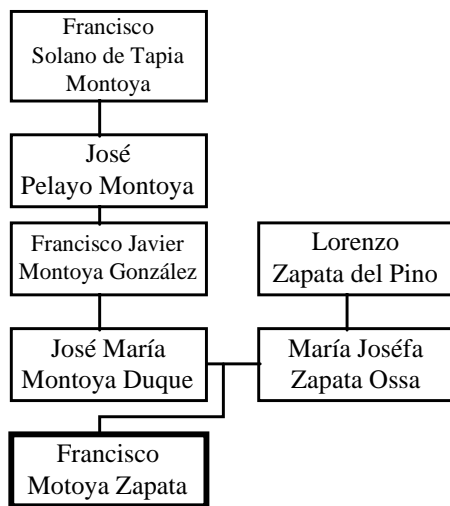 Francisco
Solano de Tapia
Montoya
José
Pelayo Montoya
Francisco Javier
Montoya González
Lorenzo
Zapata del Pino
José María
Montoya Duque
María Joséfa
Zapata Ossa
Francisco
Motoya Zapata